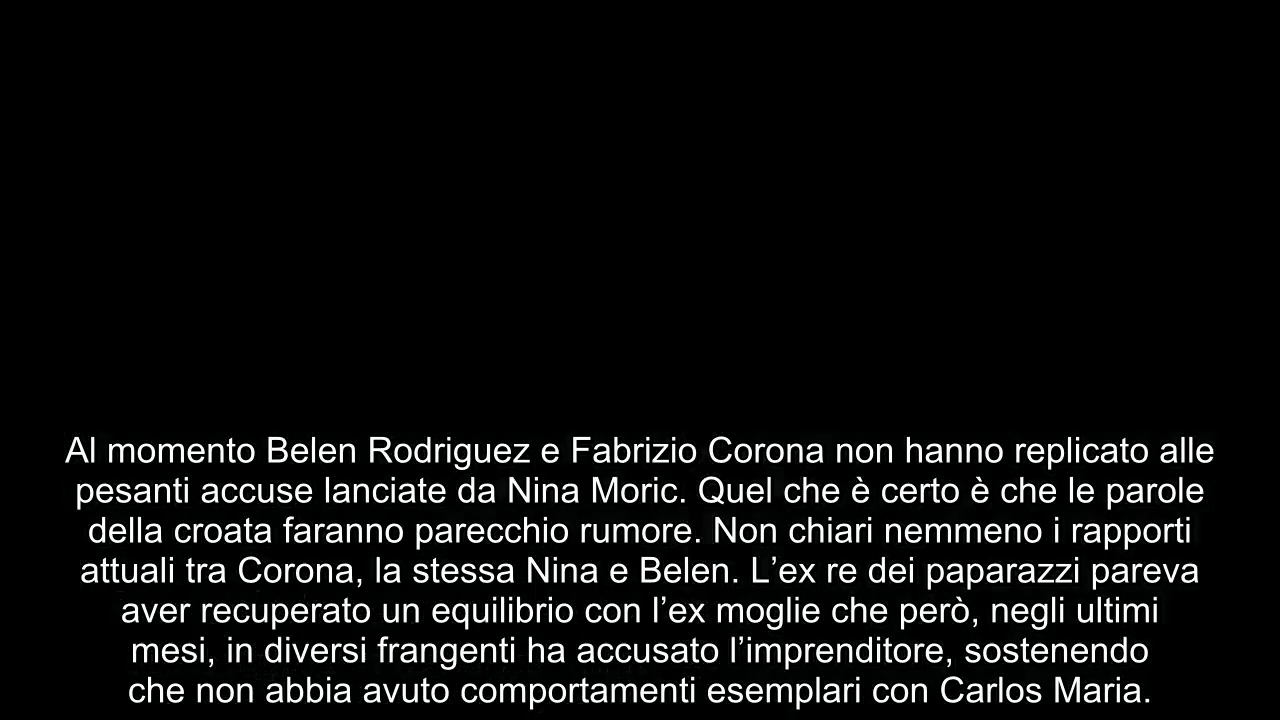 Al momento Belen Rodriguez e Fabrizio Corona non hanno replicato alle
pesanti accuse lanciate da Nina Moric. Quel che è certo è che le parole
della croata faranno parecchio rumore. Non chiari nemmeno i rapporti
attuali tra Corona, la stessa Nina e Belen. L’ex re dei paparazzi pareva
aver recuperato un equilibrio con l’ex moglie che però, negli ultimi
mesi, in diversi frangenti ha accusato l’imprenditore, sostenendo
che non abbia avuto comportamenti esemplari con Carlos Maria.